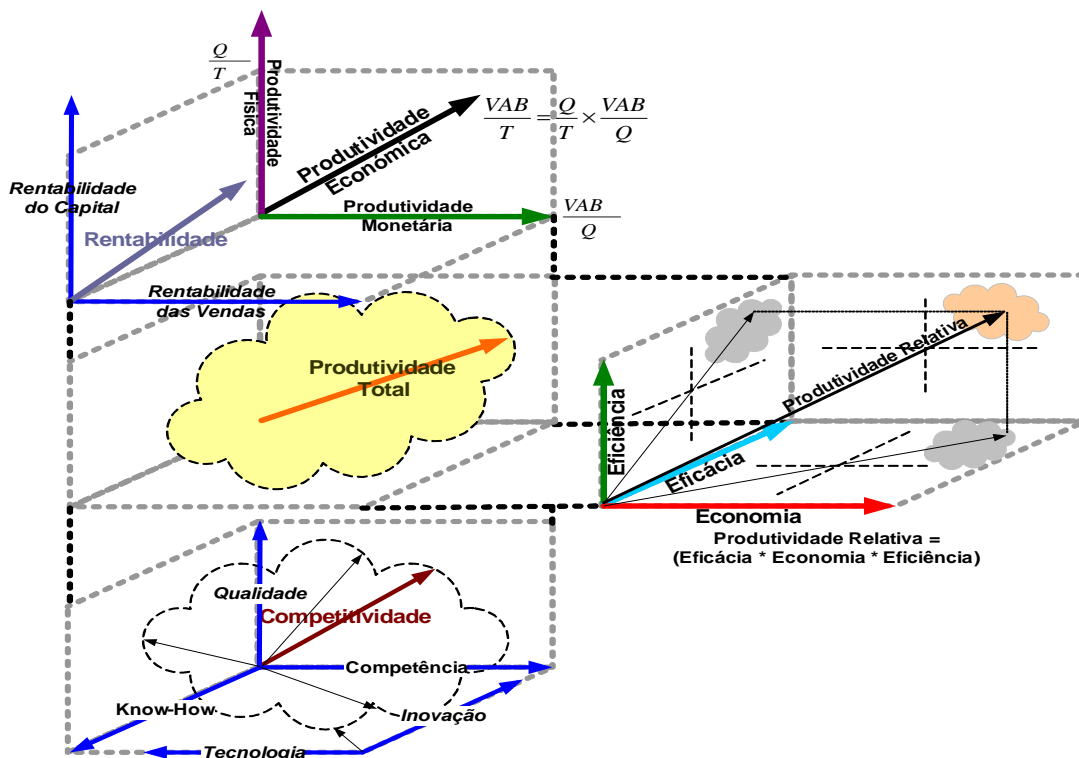 Q
T
Produtividade
Fisica
Produtividade
Económica
VAB/T = Q/T × VAB/Q
Rentabilidade
do Capital
Rentabilidade
Produtividade
Monetária
VAB
Q
Rentabilidade
das Vendas
Produtividade
Total
Produtividade Relativa
Eficiência
Eficácia
Economia
Produtividade Relativa =
(Eficácia * Economia * Eficiência)
Qualidade
Competitividade
Competência
Know-How
Inovação
Tecnologia